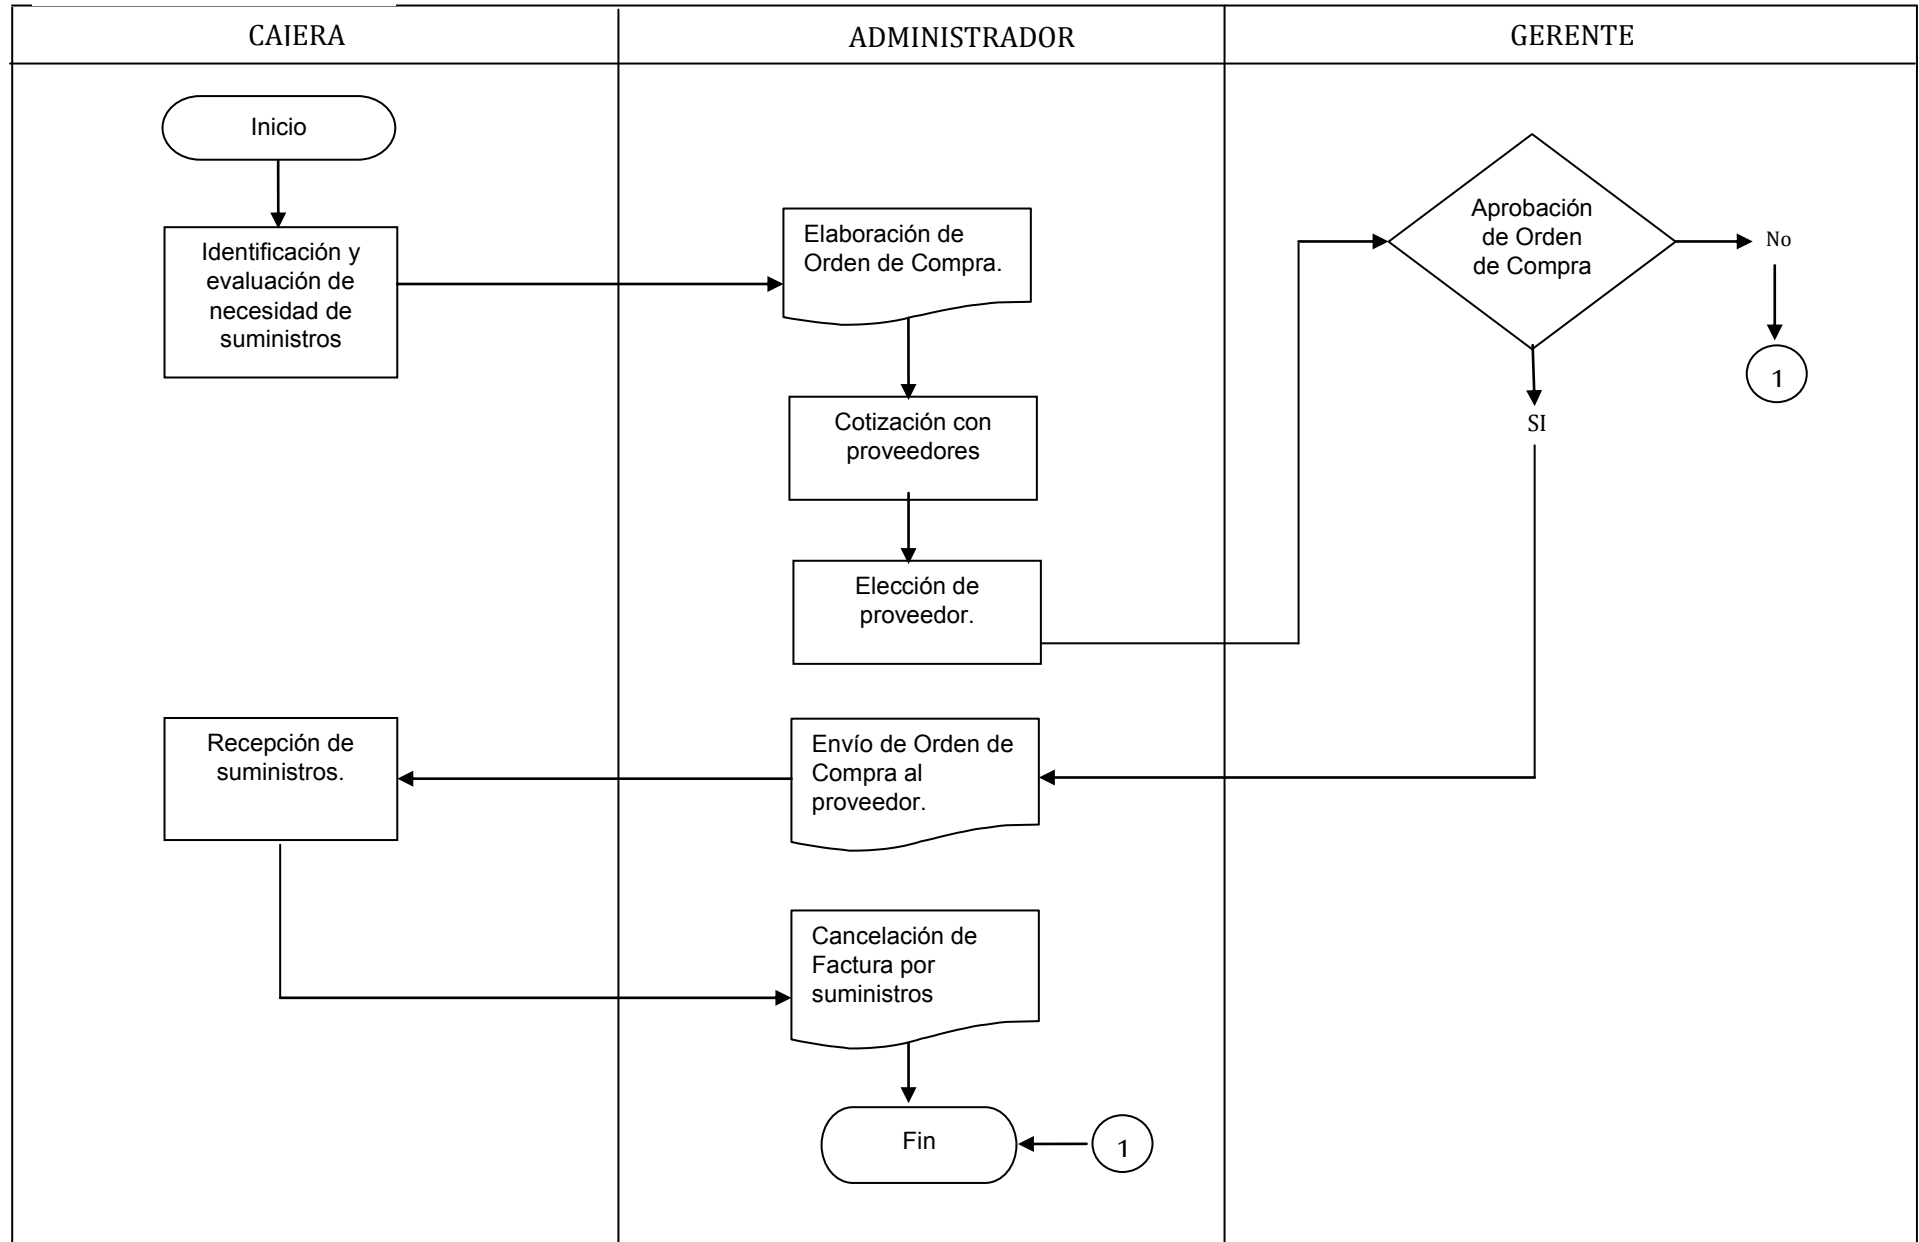 CAJERA
ADMINISTRADOR
GERENTE
Inicio
Identificación y
evaluación de
necesidad de
suministros
Elaboración de
Orden de Compra.
Cotización con
proveedores
Elección de
proveedor.
Aprobación
de Orden
de Compra
No
1
SI
Envío de Orden de
Compra al
proveedor.
Recepción de
suministros.
Cancelación de
Factura por
suministros
Fin
1